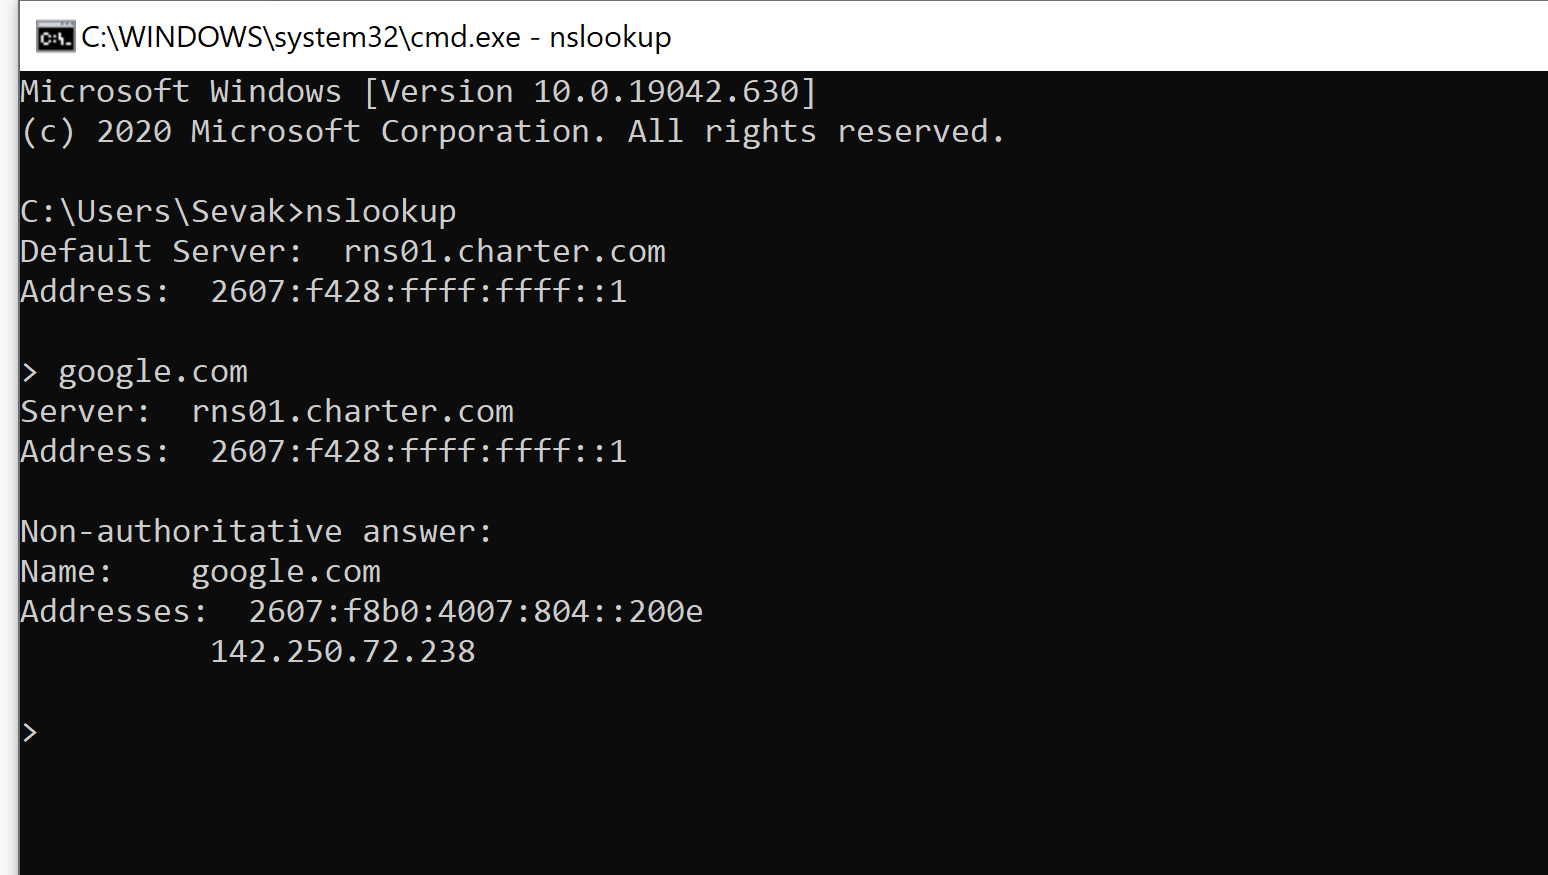 C:\WINDOWS\system32\cmd.exe - nslookup
Microsoft Windows [Version 10.0.19042.630]
(c) 2020 Microsoft Corporation. All rights reserved.
C:\Users\Sevak>nslookup
Default Server:  rns01.charter.com
Address:  2607:f428:ffff:ffff::1
> google.com
Server:  rns01.charter.com
Address:  2607:f428:ffff:ffff::1
Non-authoritative answer:
Name:    google.com
Addresses:  2607:f8b0:4007:804::200e
          142.250.72.238
>